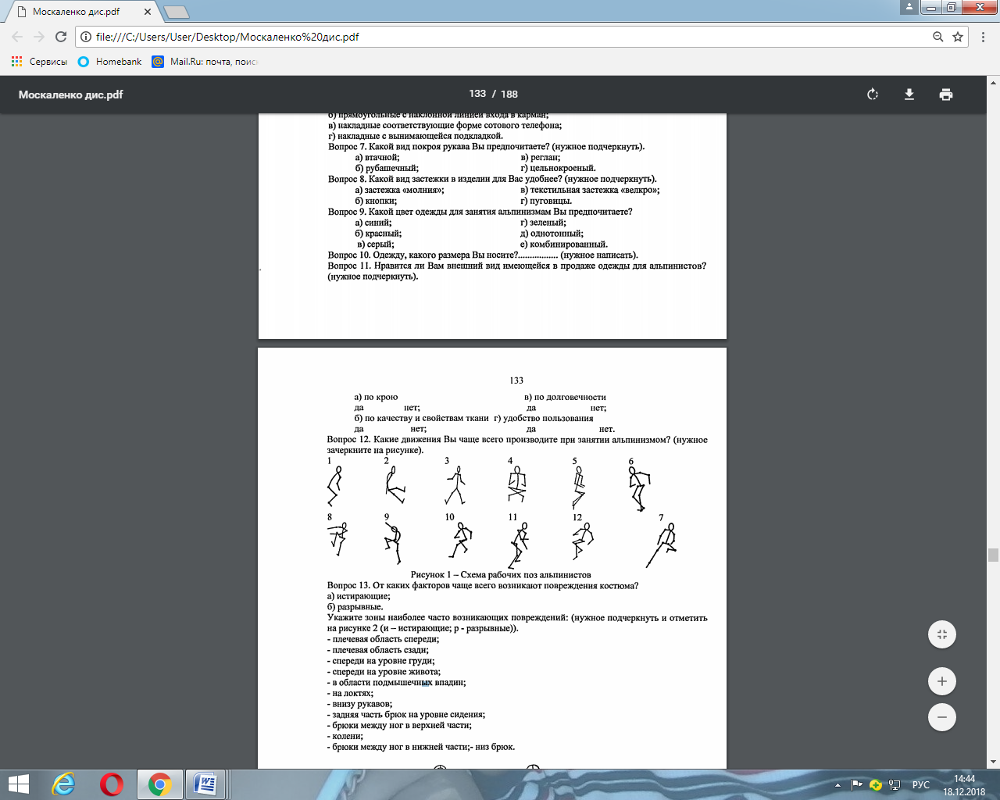 Москаленко дис.pdf
file:///C:/Users/User/Desktop/Москаленко%20дис.pdf
Сервисы Homebank Mail.Ru: почта, поис
Москаленко дис.pdf 133 / 188
б) прямоугольные с наклонной линией входа в карман;
в) накладные соответствующие форме сотового телефона;
г) накладные с вынимающейся подкладкой.
Вопрос 7. Какой вид покроя рукава Вы предпочитаете? (нужное подчеркнуть).
а) втачной; в) реглан;
б) рубашечный; г) цельнокроеный.
Вопрос 8. Какой вид застежки в изделии для Вас удобнее? (нужное подчеркнуть).
а) застежка «молния»; в) текстильная застежка «велкро»;
б) кнопки; г) пуговицы.
Вопрос 9. Какой цвет одежды для занятия альпинизмам Вы предпочитаете?
а) синий; г) зеленый;
б) красный; д) однотонный;
в) серый; е) комбинированный.
Вопрос 10. Одежду, какого размера Вы носите?................. (нужное написать).
Вопрос 11. Нравится ли Вам внешний вид имеющейся в продаже одежды для альпинистов?
(нужное подчеркнуть).
133
а) по крою в) по долговечности
да нет; да нет;
б) по качеству и свойствам ткани г) удобство пользования
да нет; да нет.
Вопрос 12. Какие движения Вы чаще всего производите при занятии альпинизмом? (нужное
зачеркните на рисунке).
1 2 3 4 5 6
8 9 10 11 12 7
Рисунок 1 – Схема рабочих поз альпинистов
Вопрос 13. От каких факторов чаще всего возникают повреждения костюма?
а) истирающие;
б) разрывные.
Укажите зоны наиболее часто возникающих повреждений: (нужное подчеркнуть и отметить
на рисунке 2 (и – истирающие; р - разрывные)).
- плечевая область спереди;
- плечевая область сзади;
- спереди на уровне груди;
- спереди на уровне живота;
- в области подмышечных впадин;
- на локтях;
- внизу рукавов;
- задняя часть брюк на уровне сидения;
- брюки между ног в верхней части;
- колени;
- брюки между ног в нижней части;- низ брюк.
РУС 14:44
18.12.2018